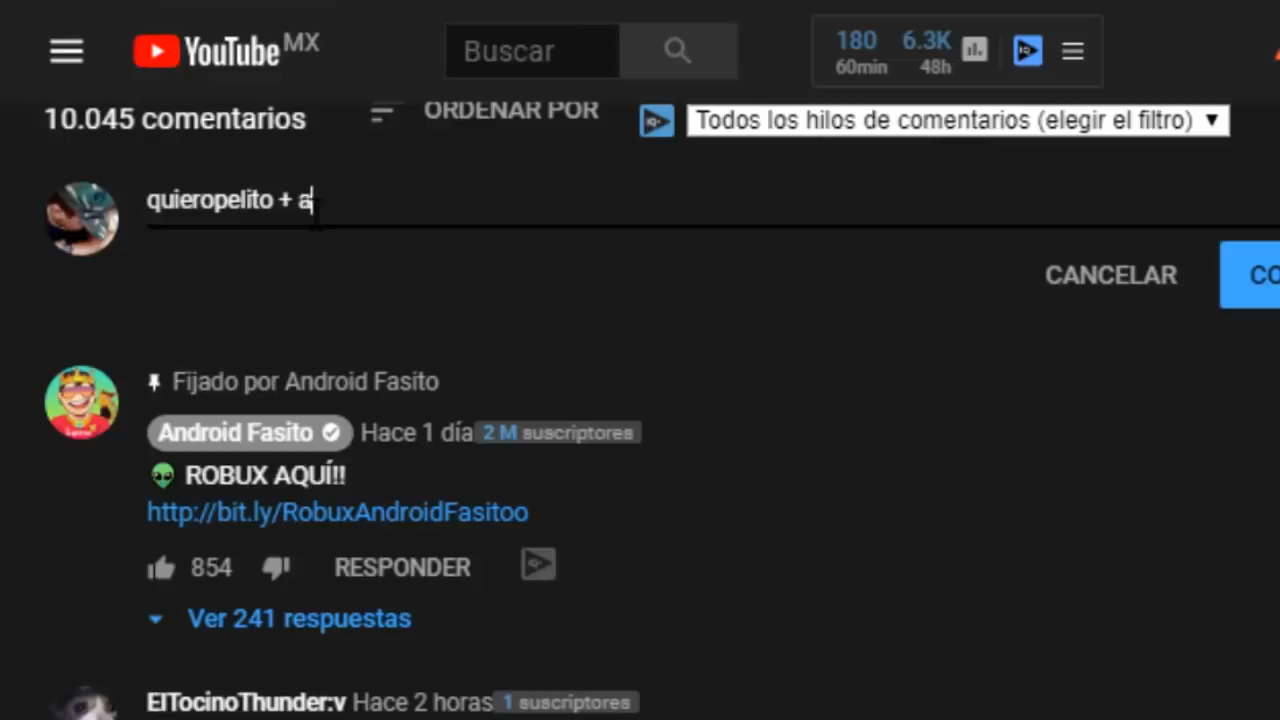 YouTube MX
Buscar
180 6.3K
60min 48h
10.045 comentarios
ORDENAR POR
Todos los hilos de comentarios (elegir el filtro)
quieropelito + a
CANCELAR
CO
Fijado por Android Fasito
Android Fasito Hace 1 día 2 M suscriptores
👽 ROBUX AQUÍ!!
http://bit.ly/RobuxAndroidFasitoo
854 RESPONDER
Ver 241 respuestas
ElTocinoThunder:v Hace 2 horas 1 suscriptores